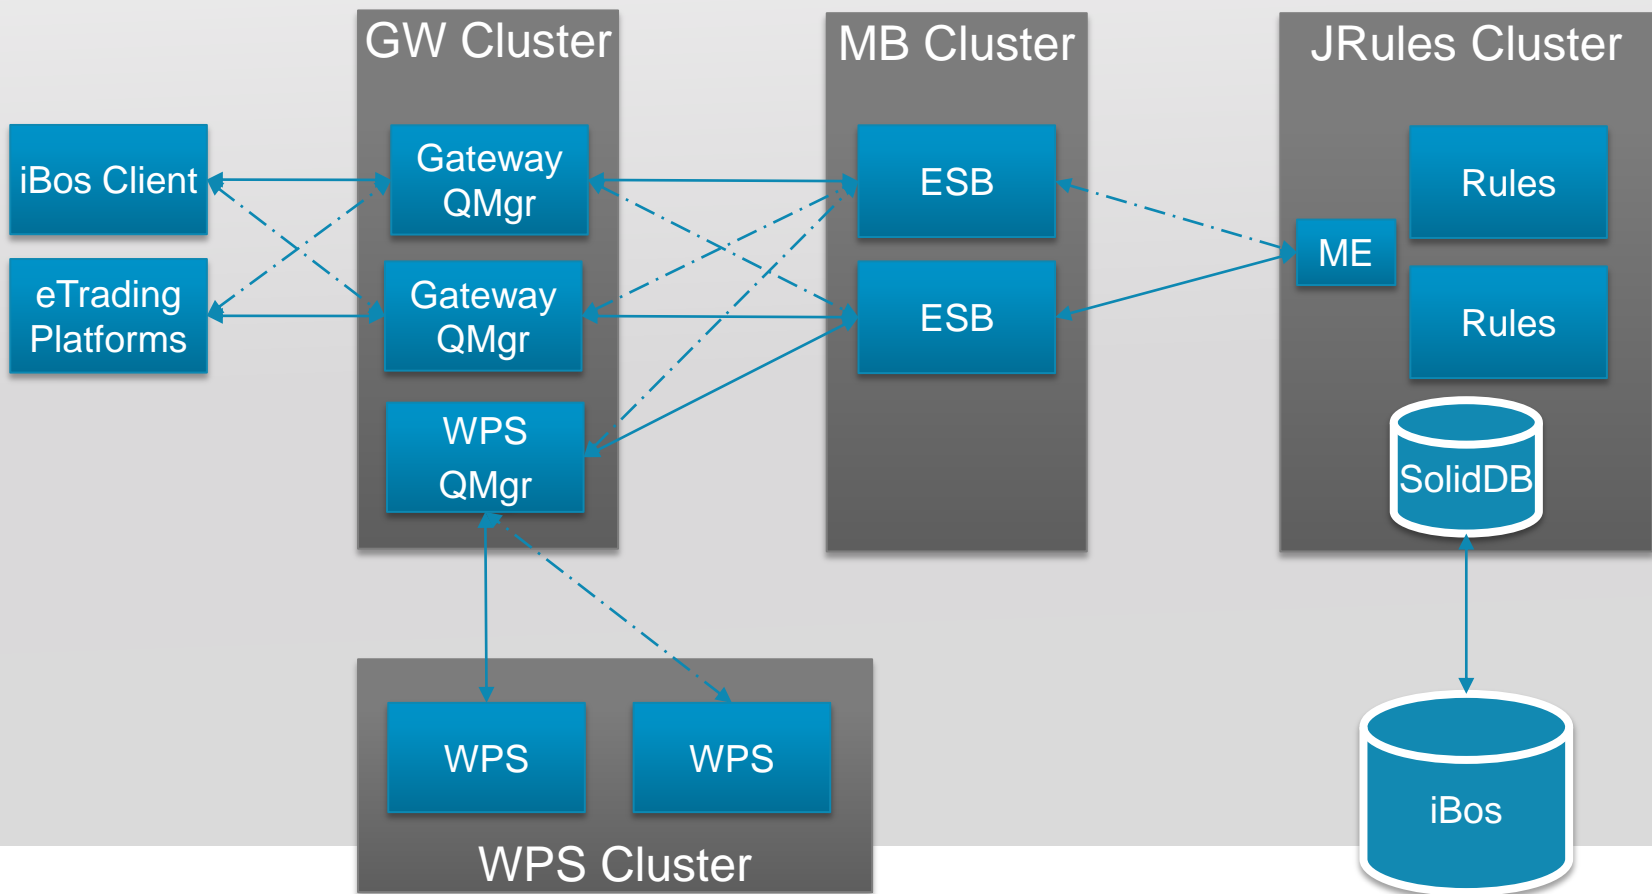 GW Cluster
MB Cluster
JRules Cluster
iBos Client
Gateway
QMgr
ESB
Rules
ME
eTrading
Platforms
Gateway
QMgr
ESB
Rules
WPS
QMgr
SolidDB
WPS
WPS
iBos
WPS Cluster